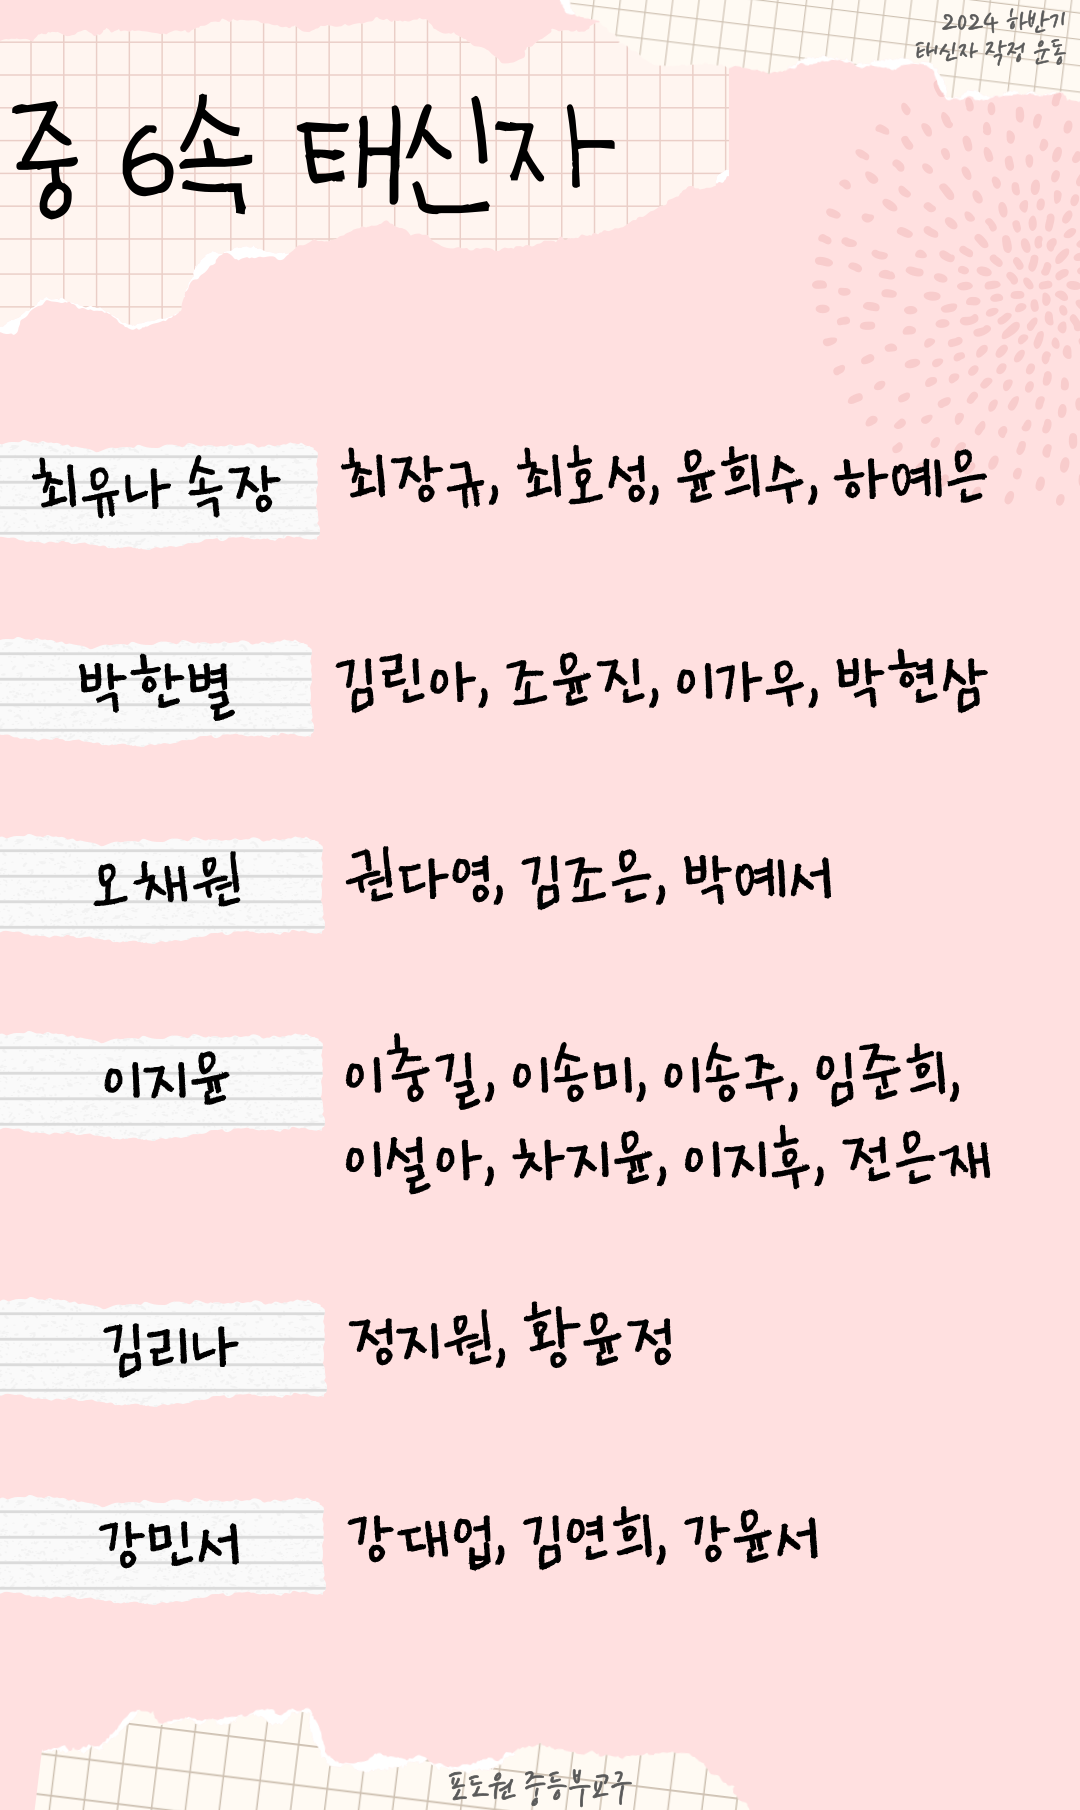 2024 하반기
태신자 작정 운동
중 6속 태신자
최유나 속장 최장규, 최호성, 윤희수, 하예은
박한별 김린아, 조윤진, 이가우, 박현삼
오채원 권다영, 김조은, 박예서
이지윤 이충길, 이송미, 이송주, 임준희,
이설아, 차지윤, 이지후, 전은재
김리나 정지원, 황윤정
강민서 강대업, 김연희, 강윤서
포도원 중등부교구